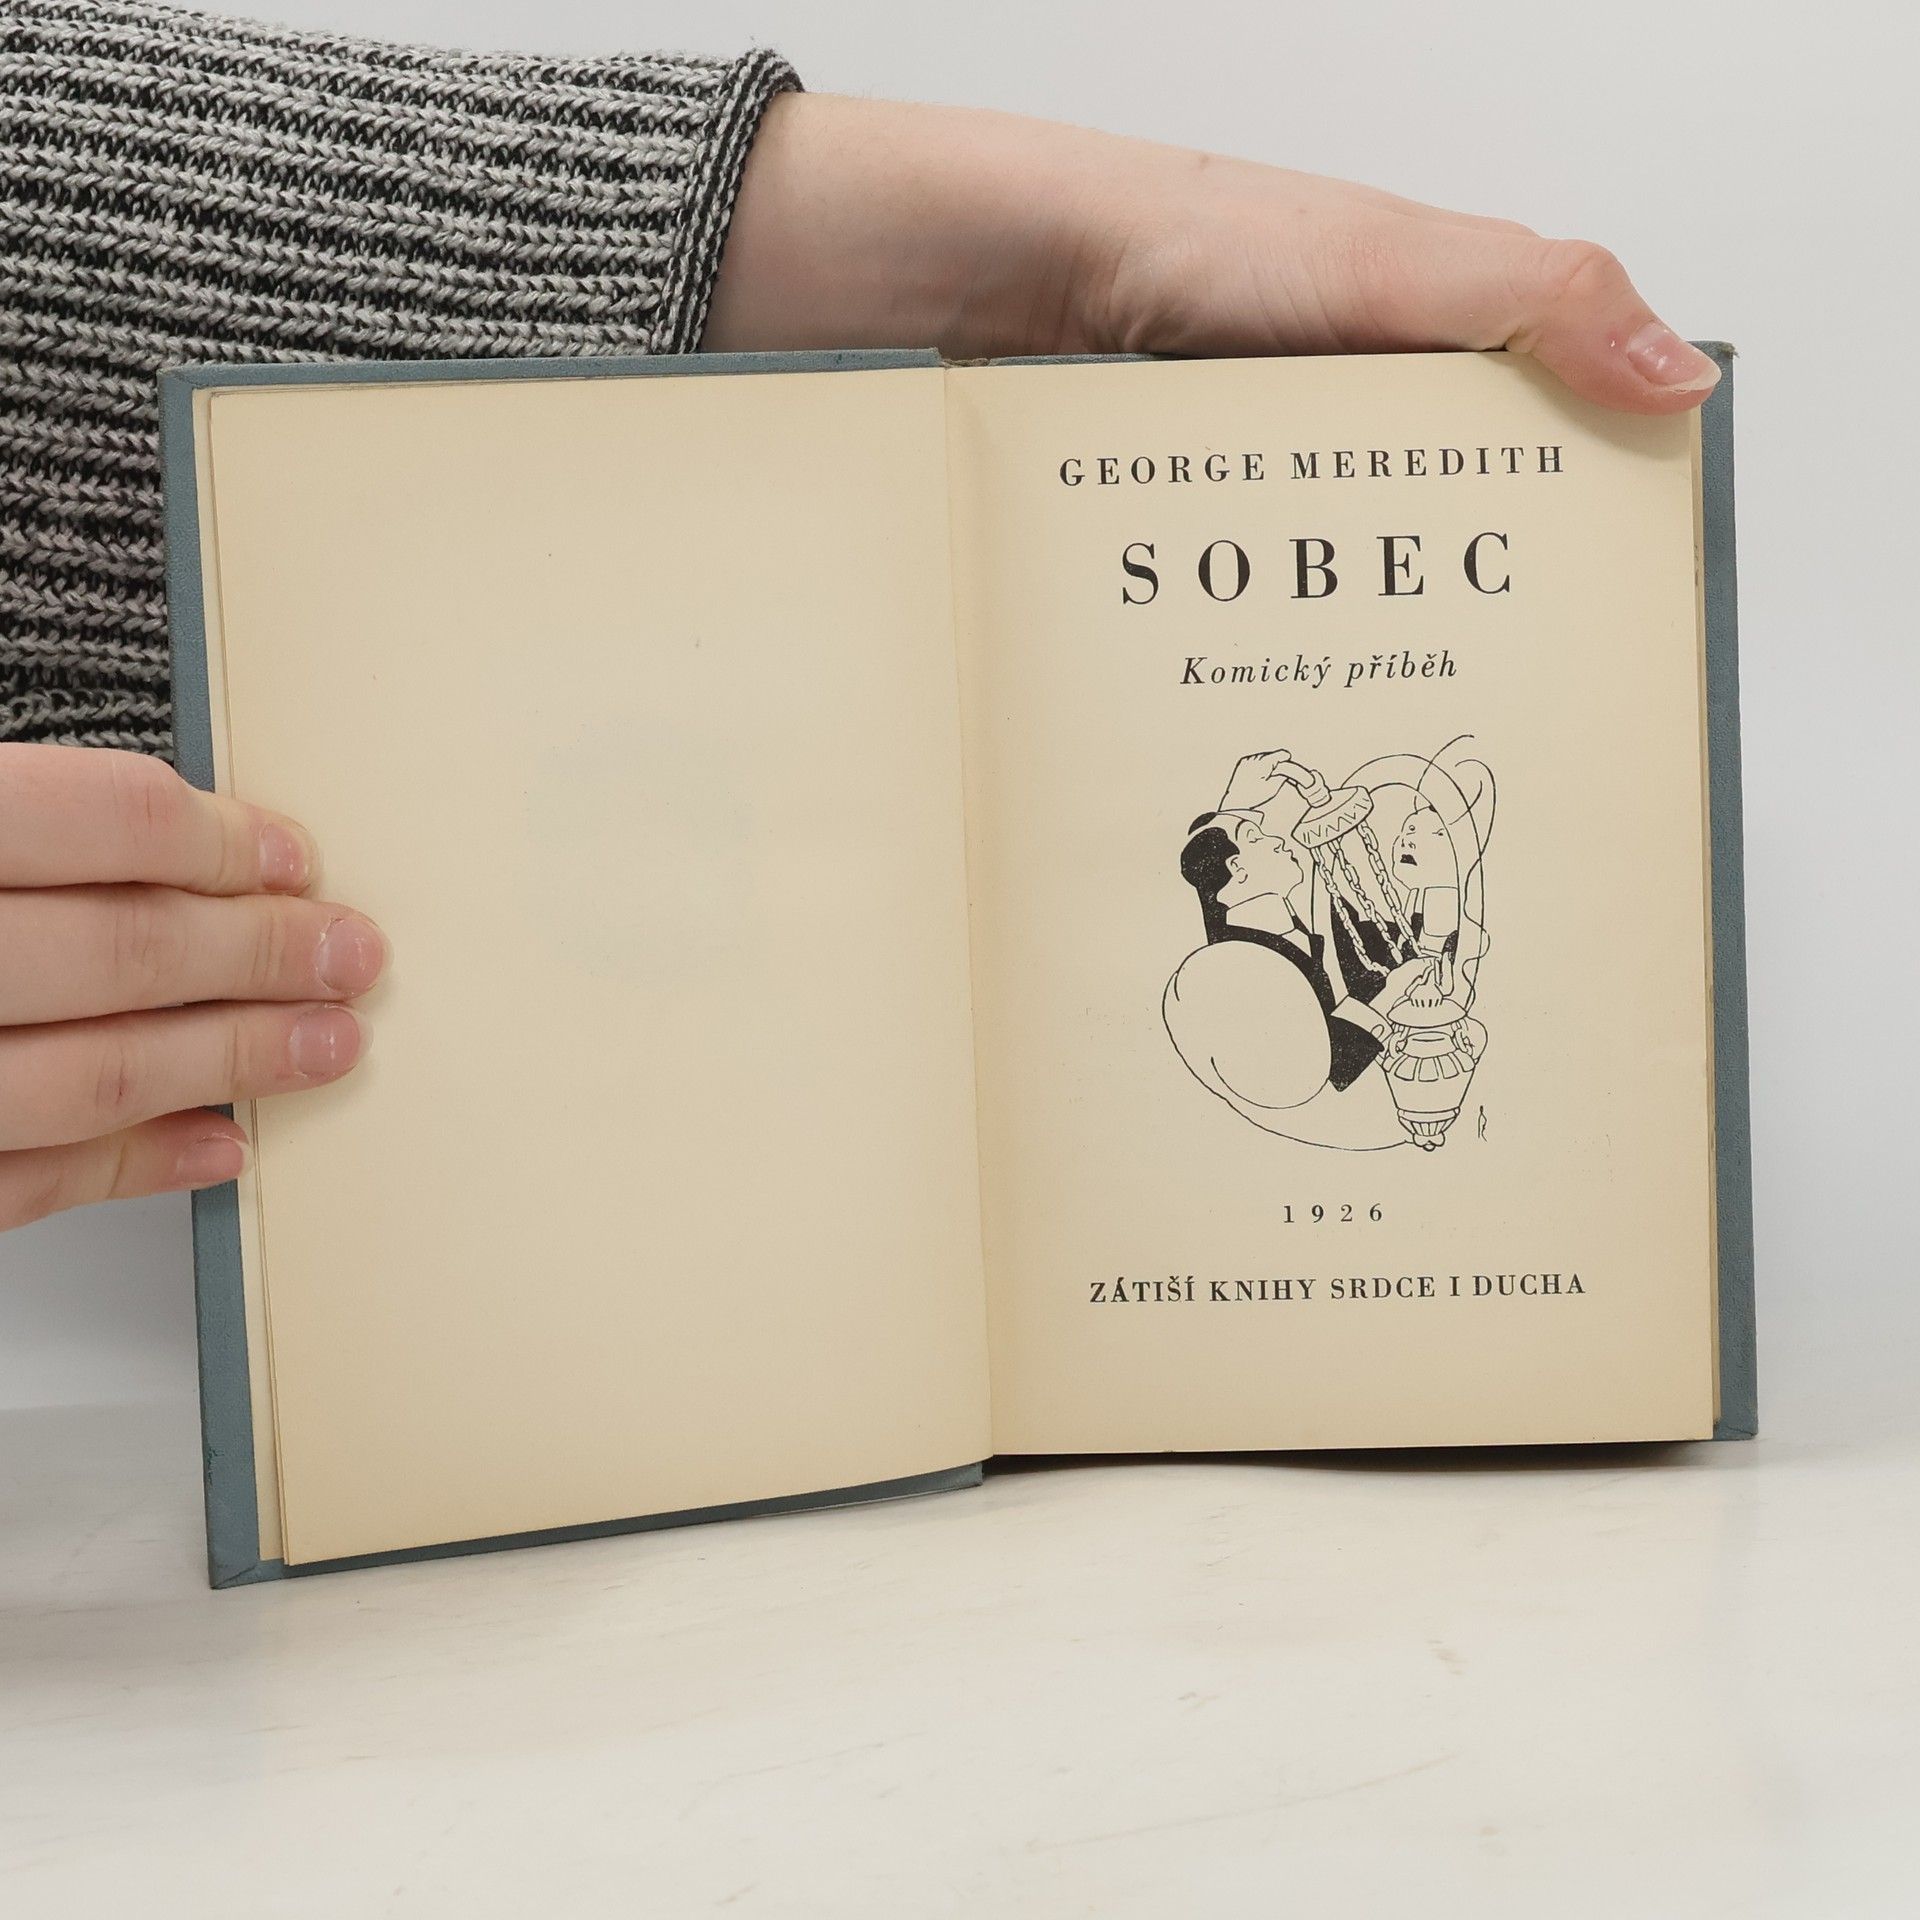 GEORGE MEREDITH
SOBEC
Komický příběh
1926
ZÁTIŠÍ KNIHY SRDCE I DUCHA